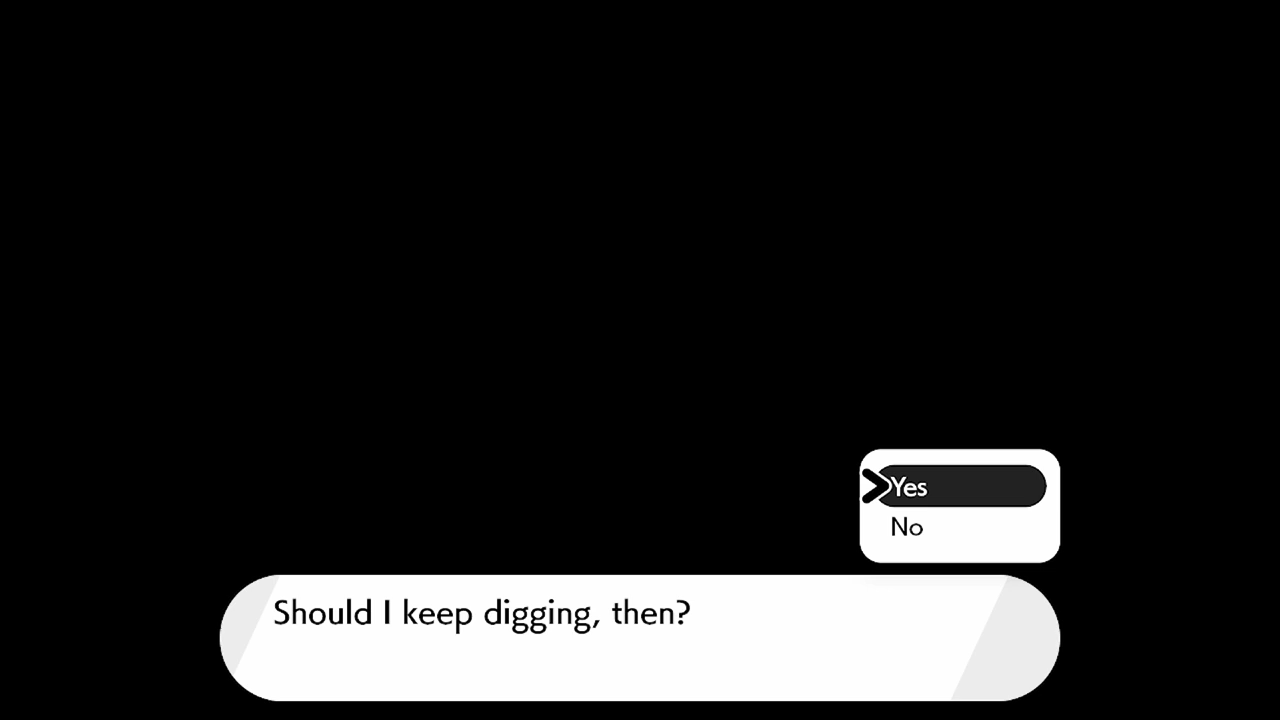 Yes
No
Should I keep digging, then?